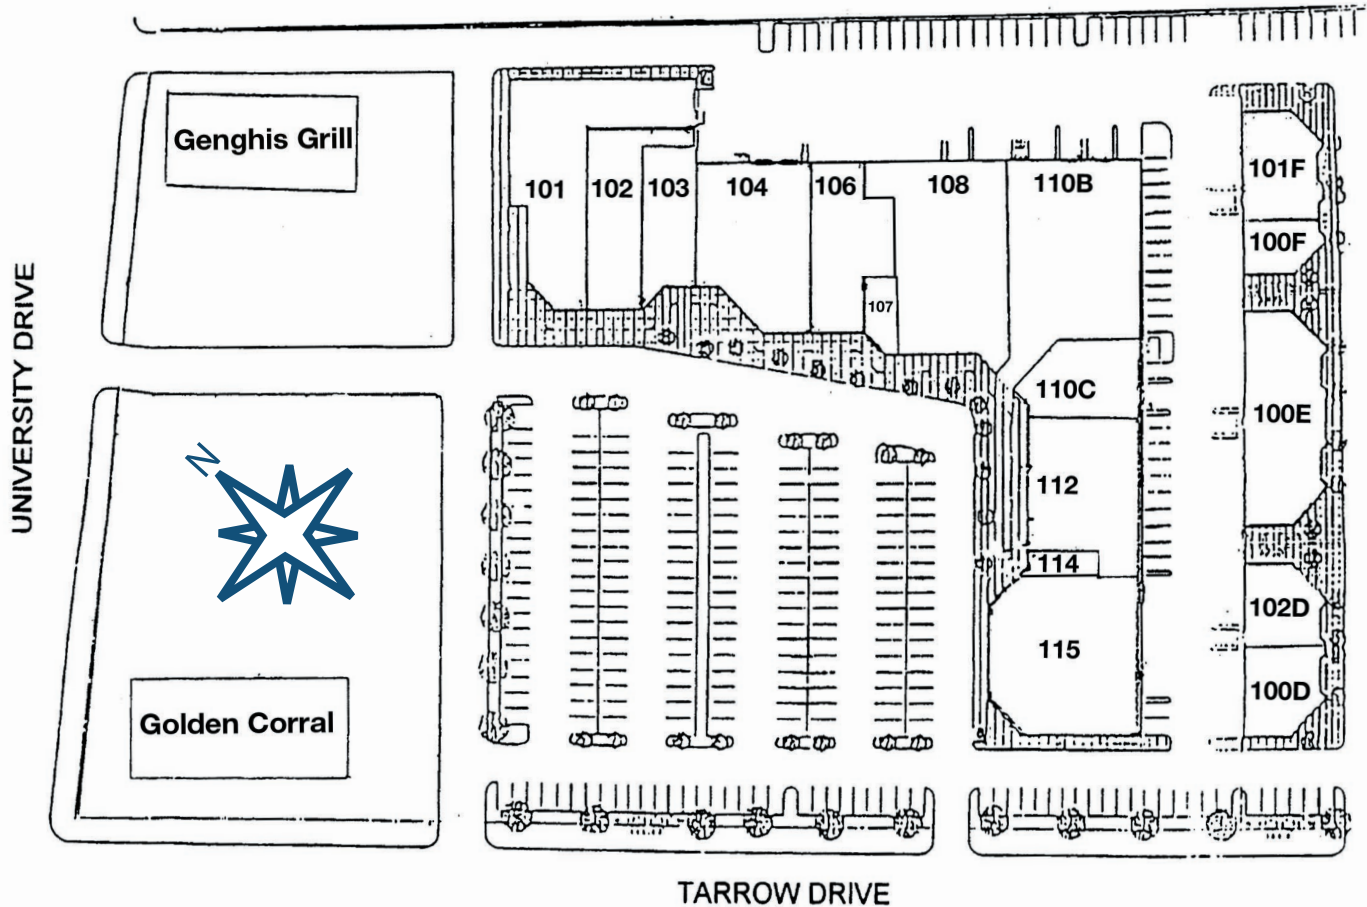 Genghis Grill
101
102
103
104
106
108
110B
101F
100F
107
UNIVERSITY DRIVE
110C
100E
N
112
114
102D
115
100D
Golden Corral
TARROW DRIVE